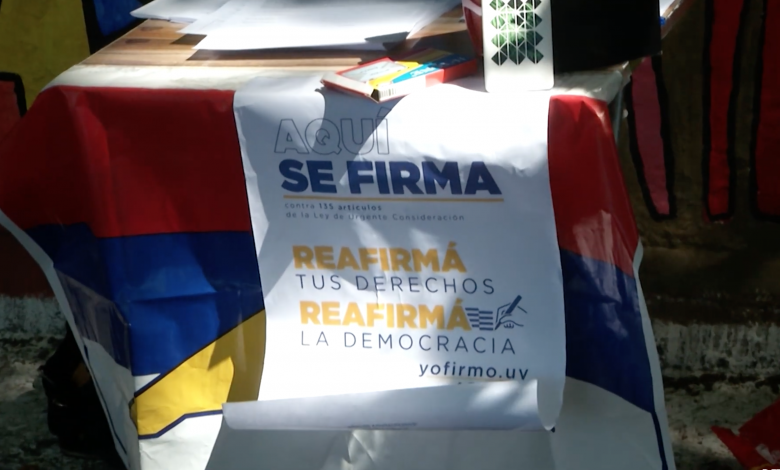 AQUÍ
SE FIRMA
contra 135 artículos
de la Ley de Urgente Consideración
REAFIRMÁ
TUS DERECHOS
REAFIRMÁ
LA DEMOCRACIA
yofirmo.uy